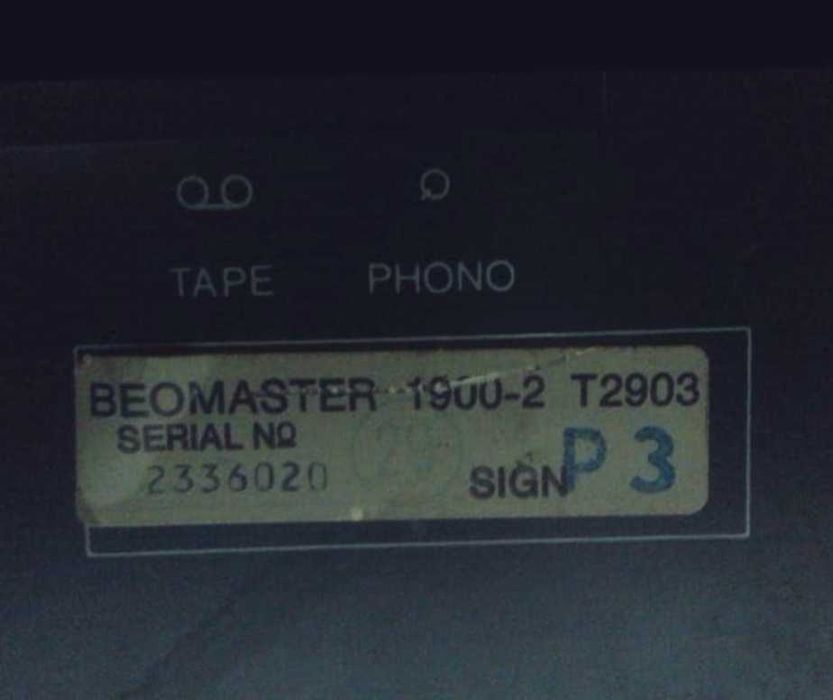 TAPE PHONO
BEOMASTER 1900-2 T2903
SERIAL Nº
2336020
SIGN P 3